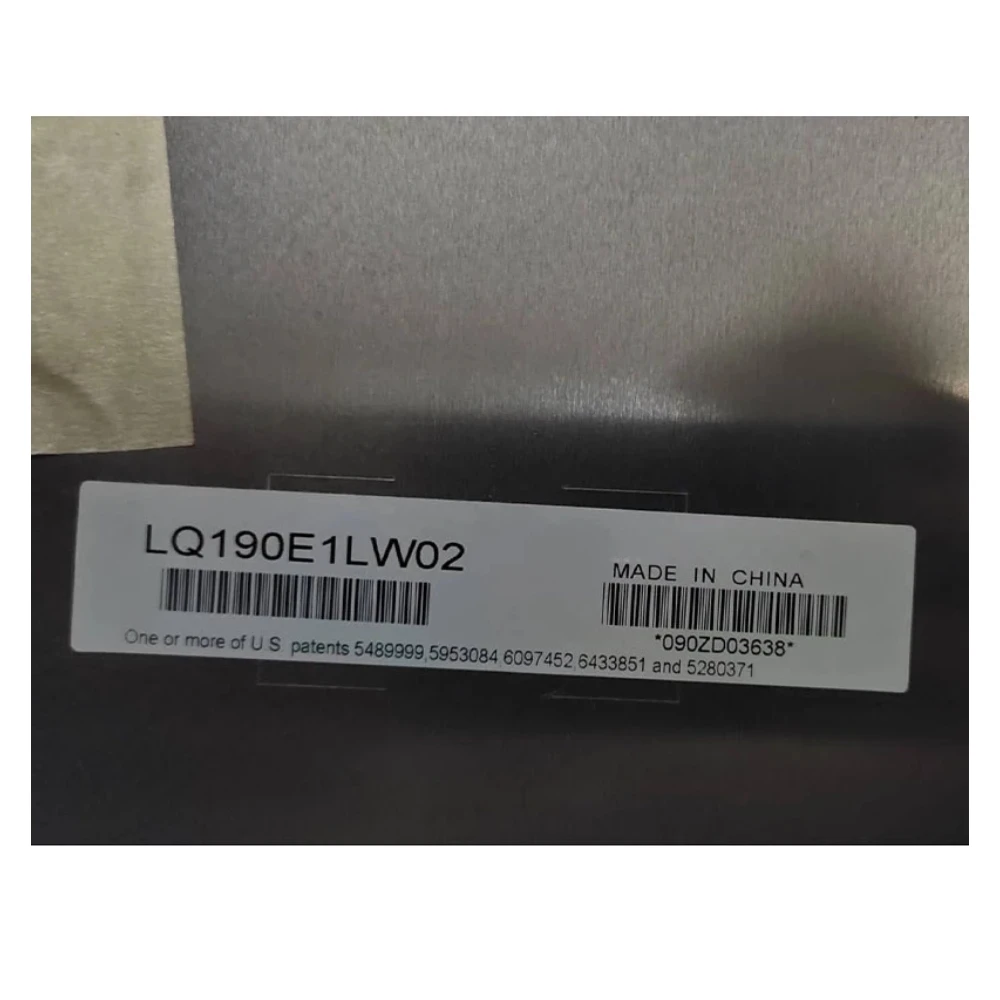 LQ190E1LW02
MADE IN CHINA
*090ZD03638*
One or more of U.S. patents 5489999,5953084,6097452,6433851 and 5280371